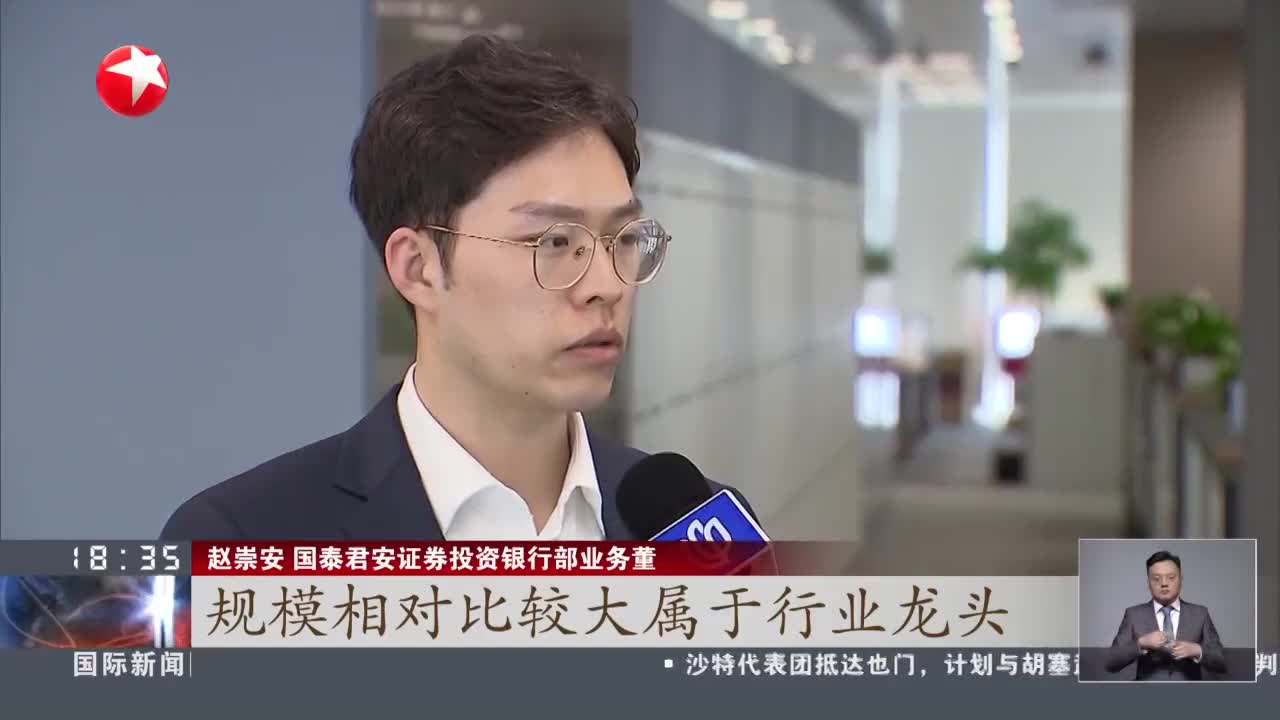 18:35
赵崇安 国泰君安证券投资银行部业务董
规模相对比较大属于行业龙头
国际新闻
▪ 沙特代表团抵达也门，计划与胡塞
判